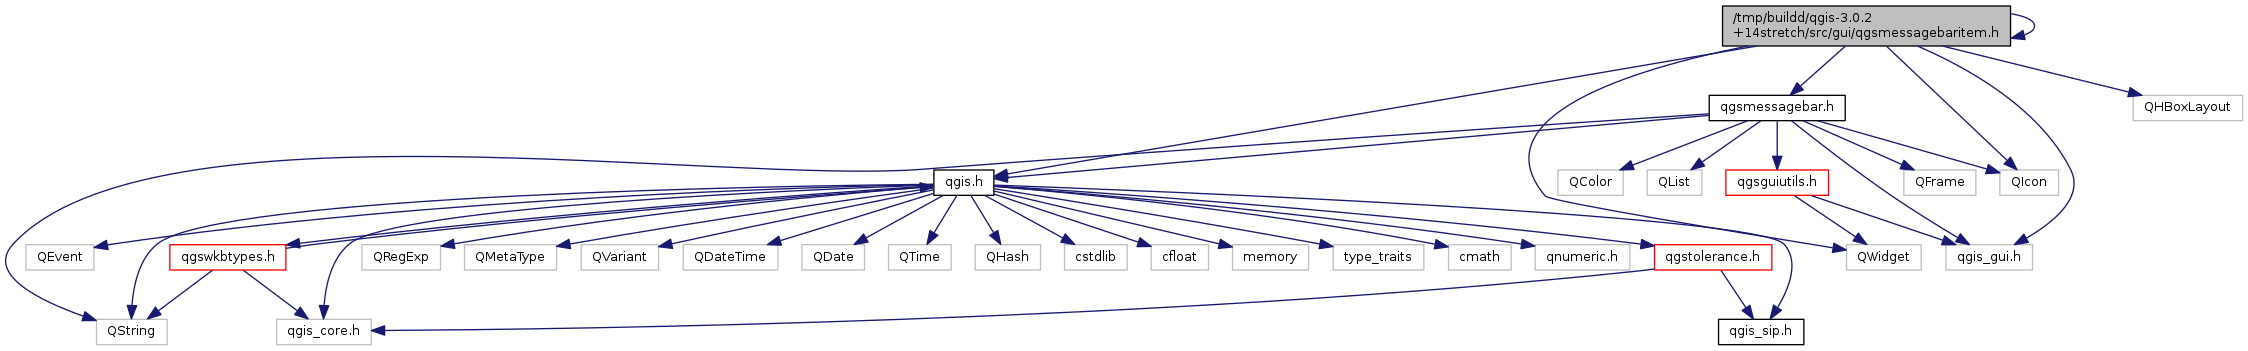 /tmp/buildd/qgis-3.0.2
+14stretch/src/gui/qgsmessagebaritem.h
qgsmessagebar.h
QHBoxLayout
qgis.h
QColor
QList
qgsguiutils.h
QFrame
QIcon
QEvent
qgswkbtypes.h
QRegExp
QMetaType
QVariant
QDateTime
QDate
QTime
QHash
cstdlib
cfloat
memory
type_traits
cmath
qnumeric.h
qgstolerance.h
QWidget
qgis_gui.h
QString
qgis_core.h
qgis_sip.h